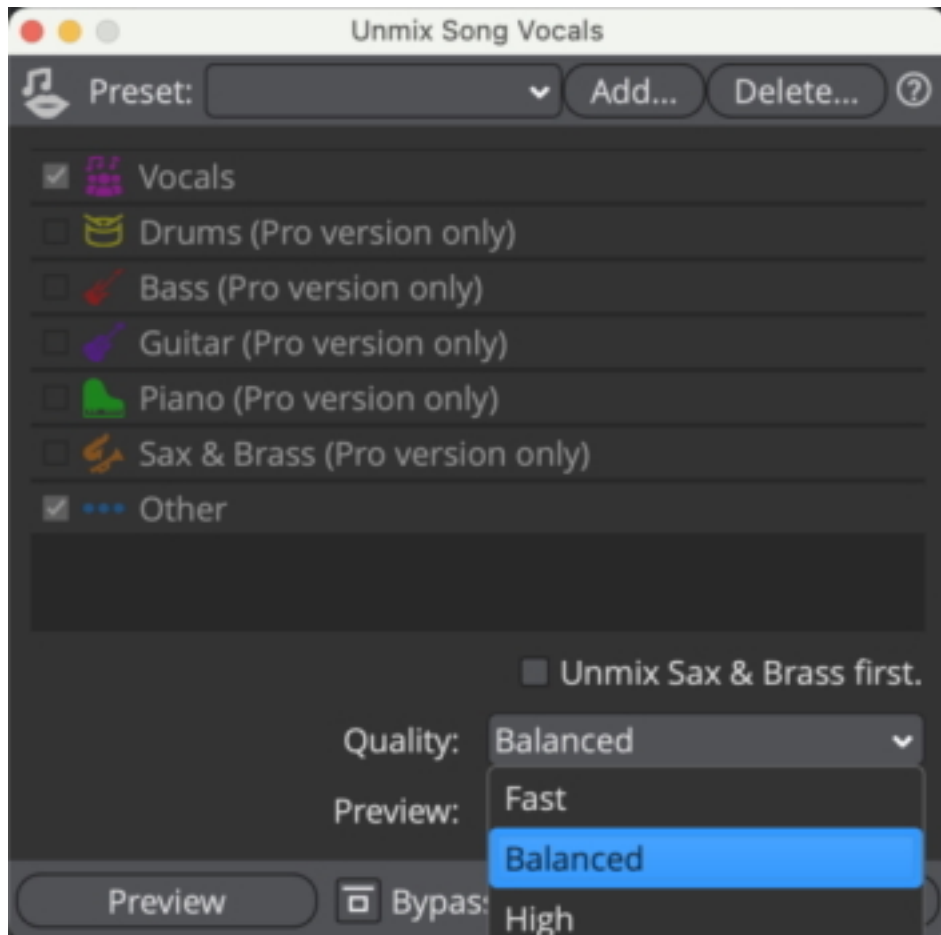 Unmix Song Vocals
Preset: Add... Delete... ?
Vocals
Drums (Pro version only)
Bass (Pro version only)
Guitar (Pro version only)
Piano (Pro version only)
Sax & Brass (Pro version only)
Other
Unmix Sax & Brass first.
Quality: Balanced
Fast
Preview:
Balanced
Preview Bypas
High